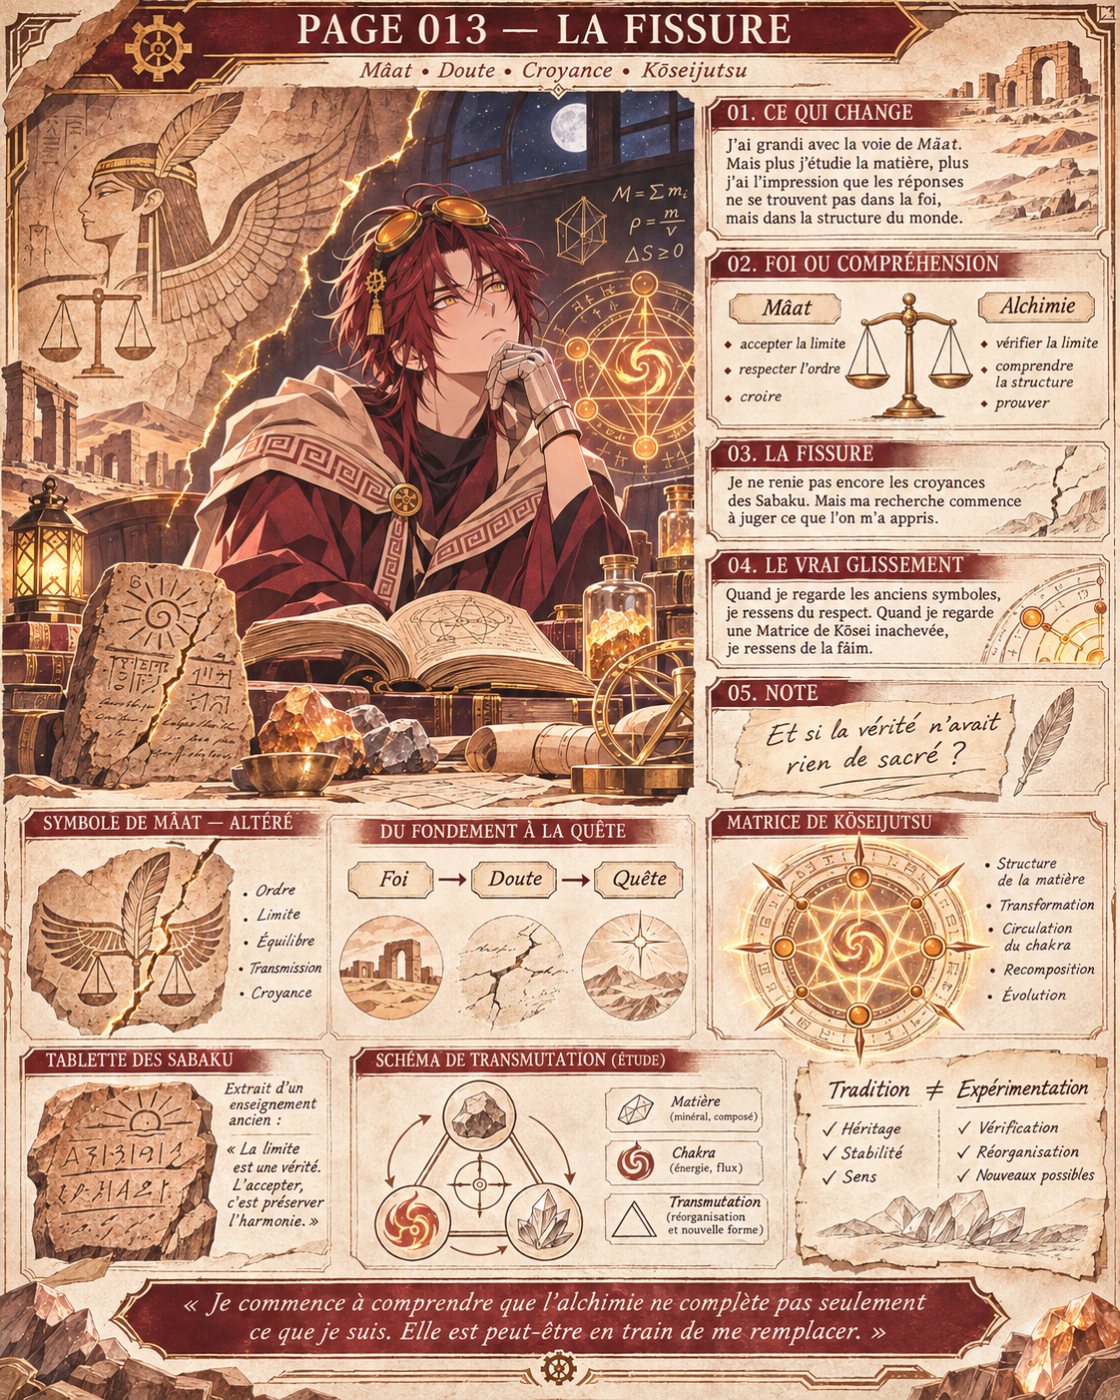 PAGE 013 — LA FISSURE
Mâat • Doute • Croyance • Kōseijutsu
M = Σ mᵢ
ρ = m/v
ΔS ≥ 0
01. CE QUI CHANGE
J'ai grandi avec la voie de Mâat.
Mais plus j'étudie la matière, plus
j'ai l'impression que les réponses
ne se trouvent pas dans la foi,
mais dans la structure du monde.
02. FOI OU COMPRÉHENSION
Mâat
• accepter la limite
• respecter l'ordre
• croire
Alchimie
• vérifier la limite
• comprendre
la structure
• prouver
03. LA FISSURE
Je ne renie pas encore les croyances
des Sabaku. Mais ma recherche commence
à juger ce que l'on m'a appris.
04. LE VRAI GLISSEMENT
Quand je regarde les anciens symboles,
je ressens du respect. Quand je regarde
une Matrice de Kōsei inachevée,
je ressens de la fâim.
05. NOTE
Et si la vérité n'avait
rien de sacré ?
SYMBOLE DE MÂAT — ALTÉRÉ
• Ordre
• Limite
• Équilibre
• Transmission
• Croyance
DU FONDEMENT À LA QUÊTE
Foi → Doute → Quête
MATRICE DE KŌSEIJUTSU
• Structure
de la matière
• Transformation
• Circulation
du chakra
• Recomposition
• Évolution
TABLETTE DES SABAKU
Extrait d'un
enseignement
ancien :
« La limite
est une vérité.
L'accepter,
c'est préserver
l'harmonie. »
SCHÉMA DE TRANSMUTATION (ÉTUDE)
Matière
(minéral, composé)
Chakra
(énergie, flux)
Transmutation
(réorganisation
et nouvelle forme)
Tradition ≠ Expérimentation
✓ Héritage
✓ Stabilité
✓ Sens
✓ Vérification
✓ Réorganisation
✓ Nouveaux possibles
« Je commence à comprendre que l'alchimie ne complète pas seulement
ce que je suis. Elle est peut-être en train de me remplacer. »